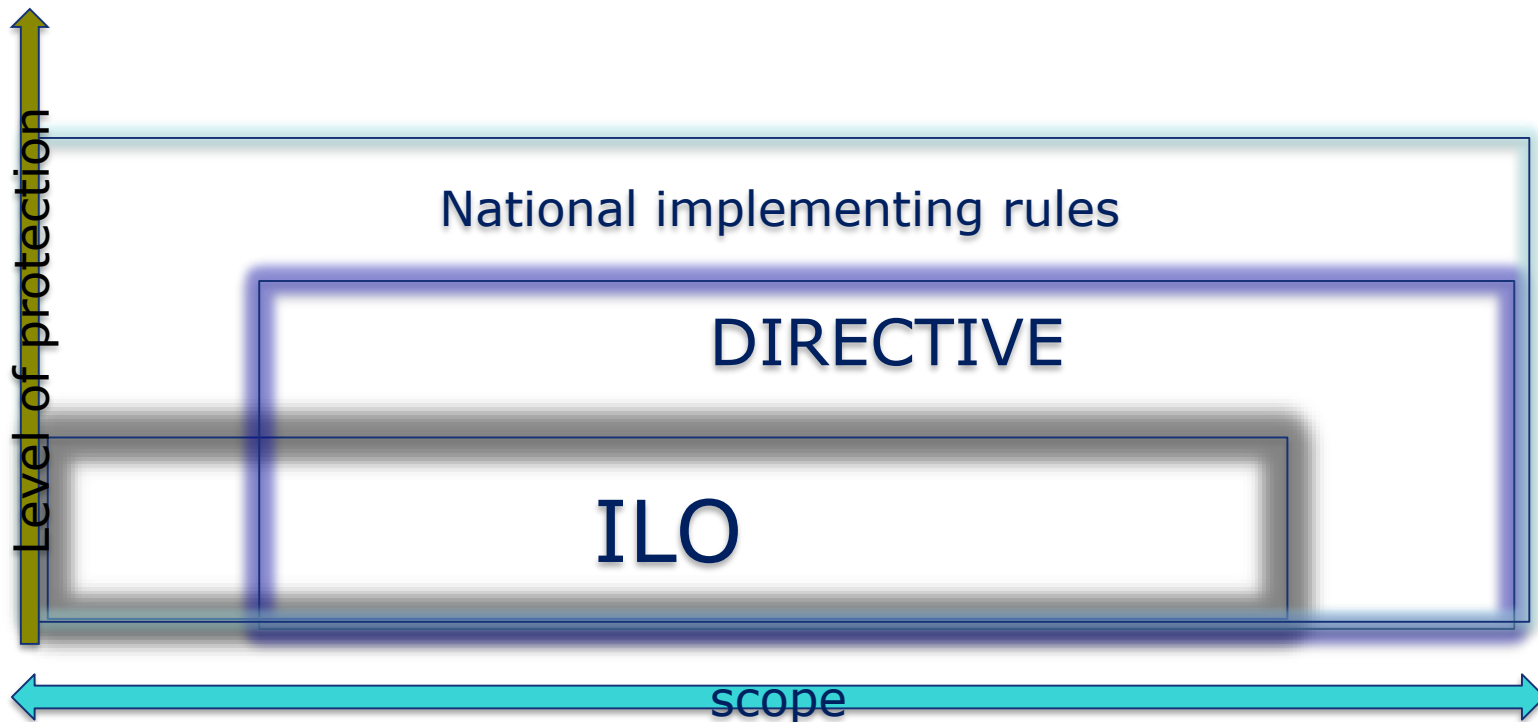 Level of protection
National implementing rules
DIRECTIVE
ILO
scope